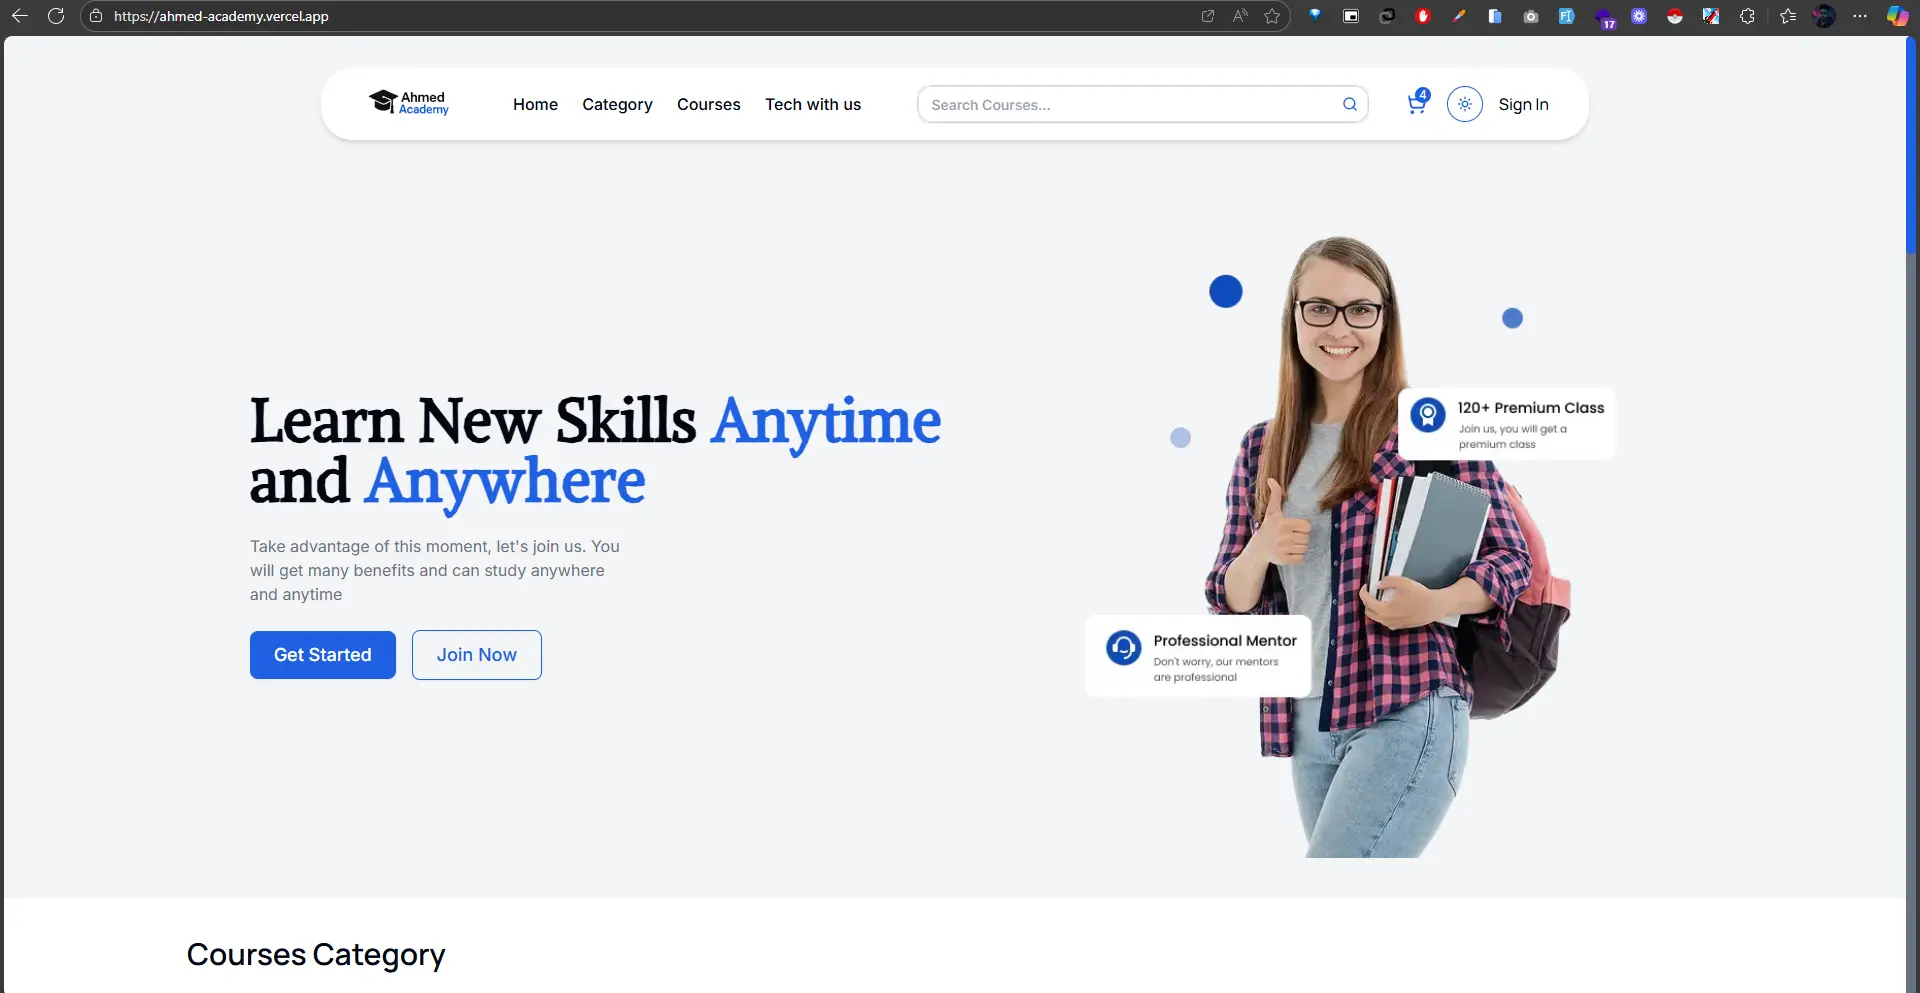 https://ahmed-academy.vercel.app
17
Ahmed
Academy
Home
Category
Courses
Tech with us
Search Courses...
4
Sign In
Learn New Skills Anytime
and Anywhere
Take advantage of this moment, let's join us. You
will get many benefits and can study anywhere
and anytime
Get Started
Join Now
120+ Premium Class
Join us, you will get a
premium class
Professional Mentor
Don't worry, our mentors
are professional
Courses Category